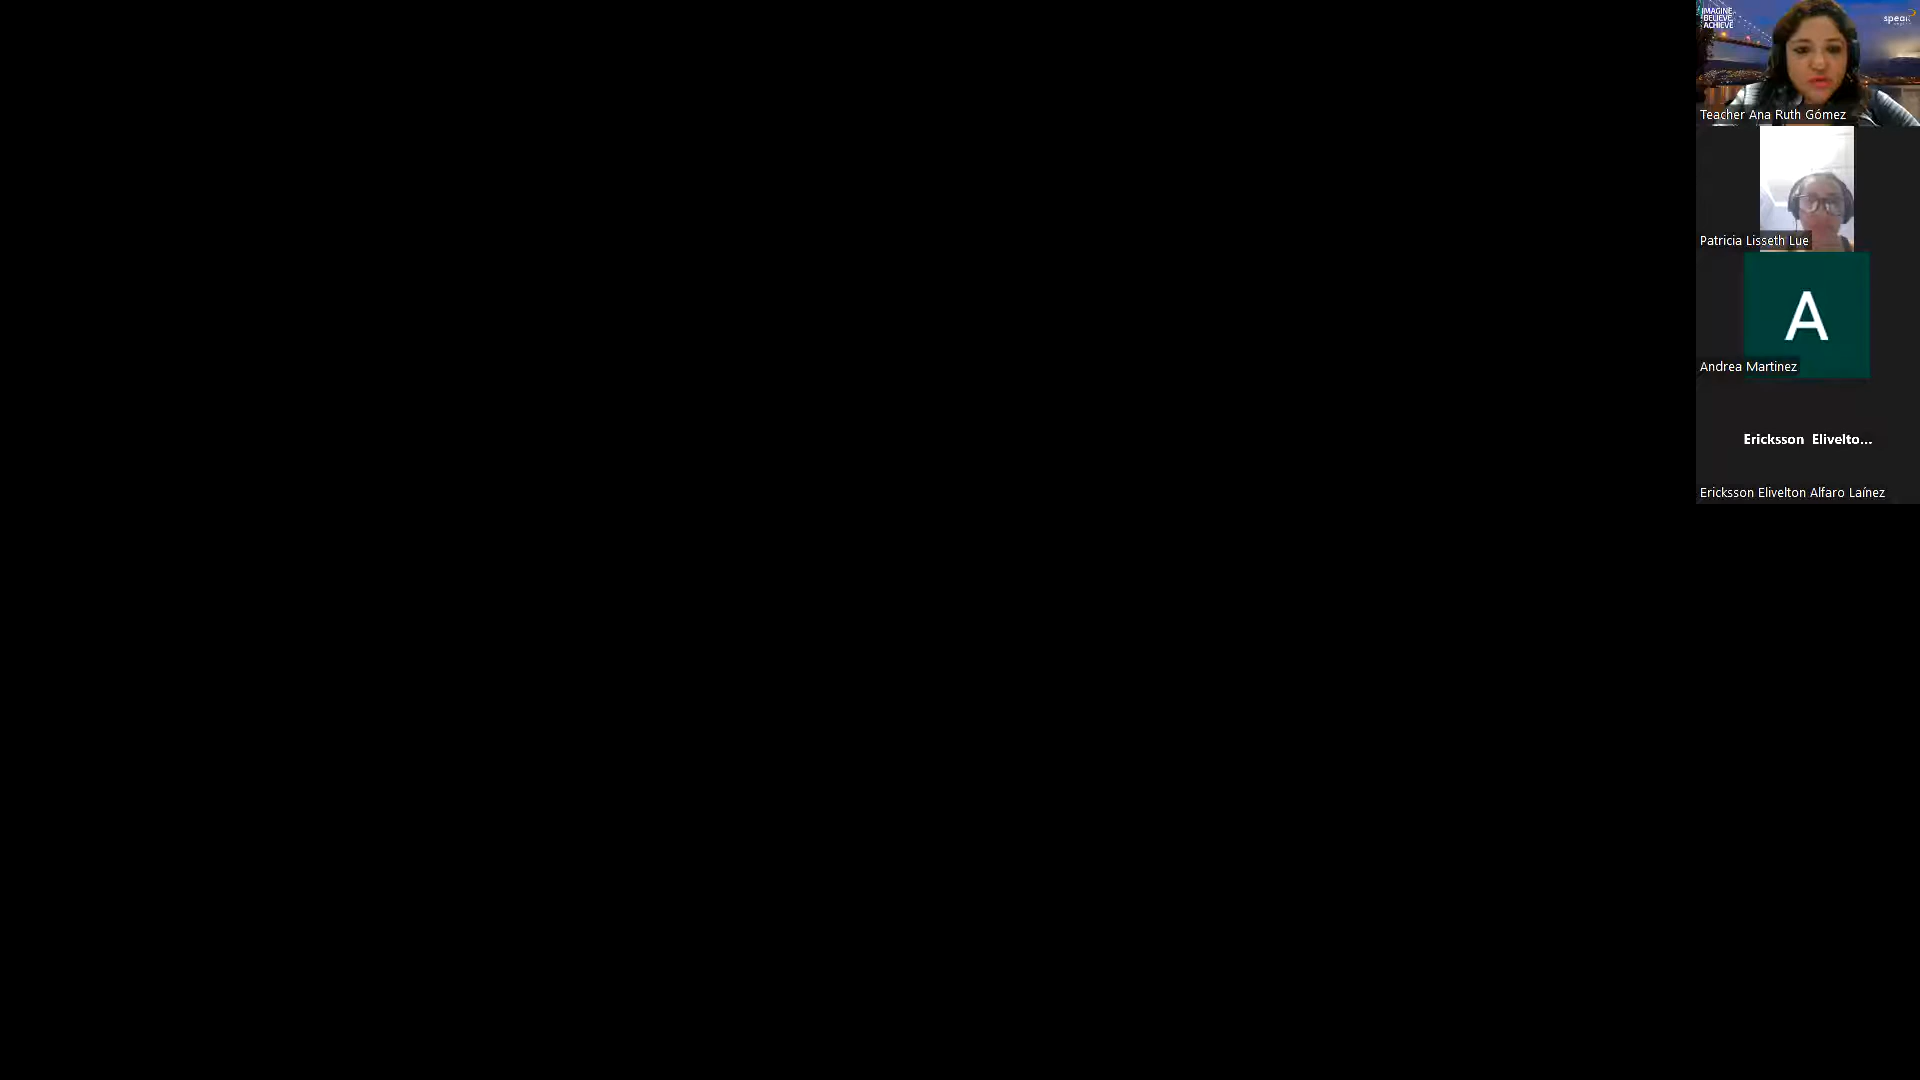 IMAGINE
BELIEVE
ACHIEVE
speak
Teacher Ana Ruth Gómez
Patricia Lisseth Lue
A
Andrea Martinez
Ericksson Elivelto...
Ericksson Elivelton Alfaro Laínez